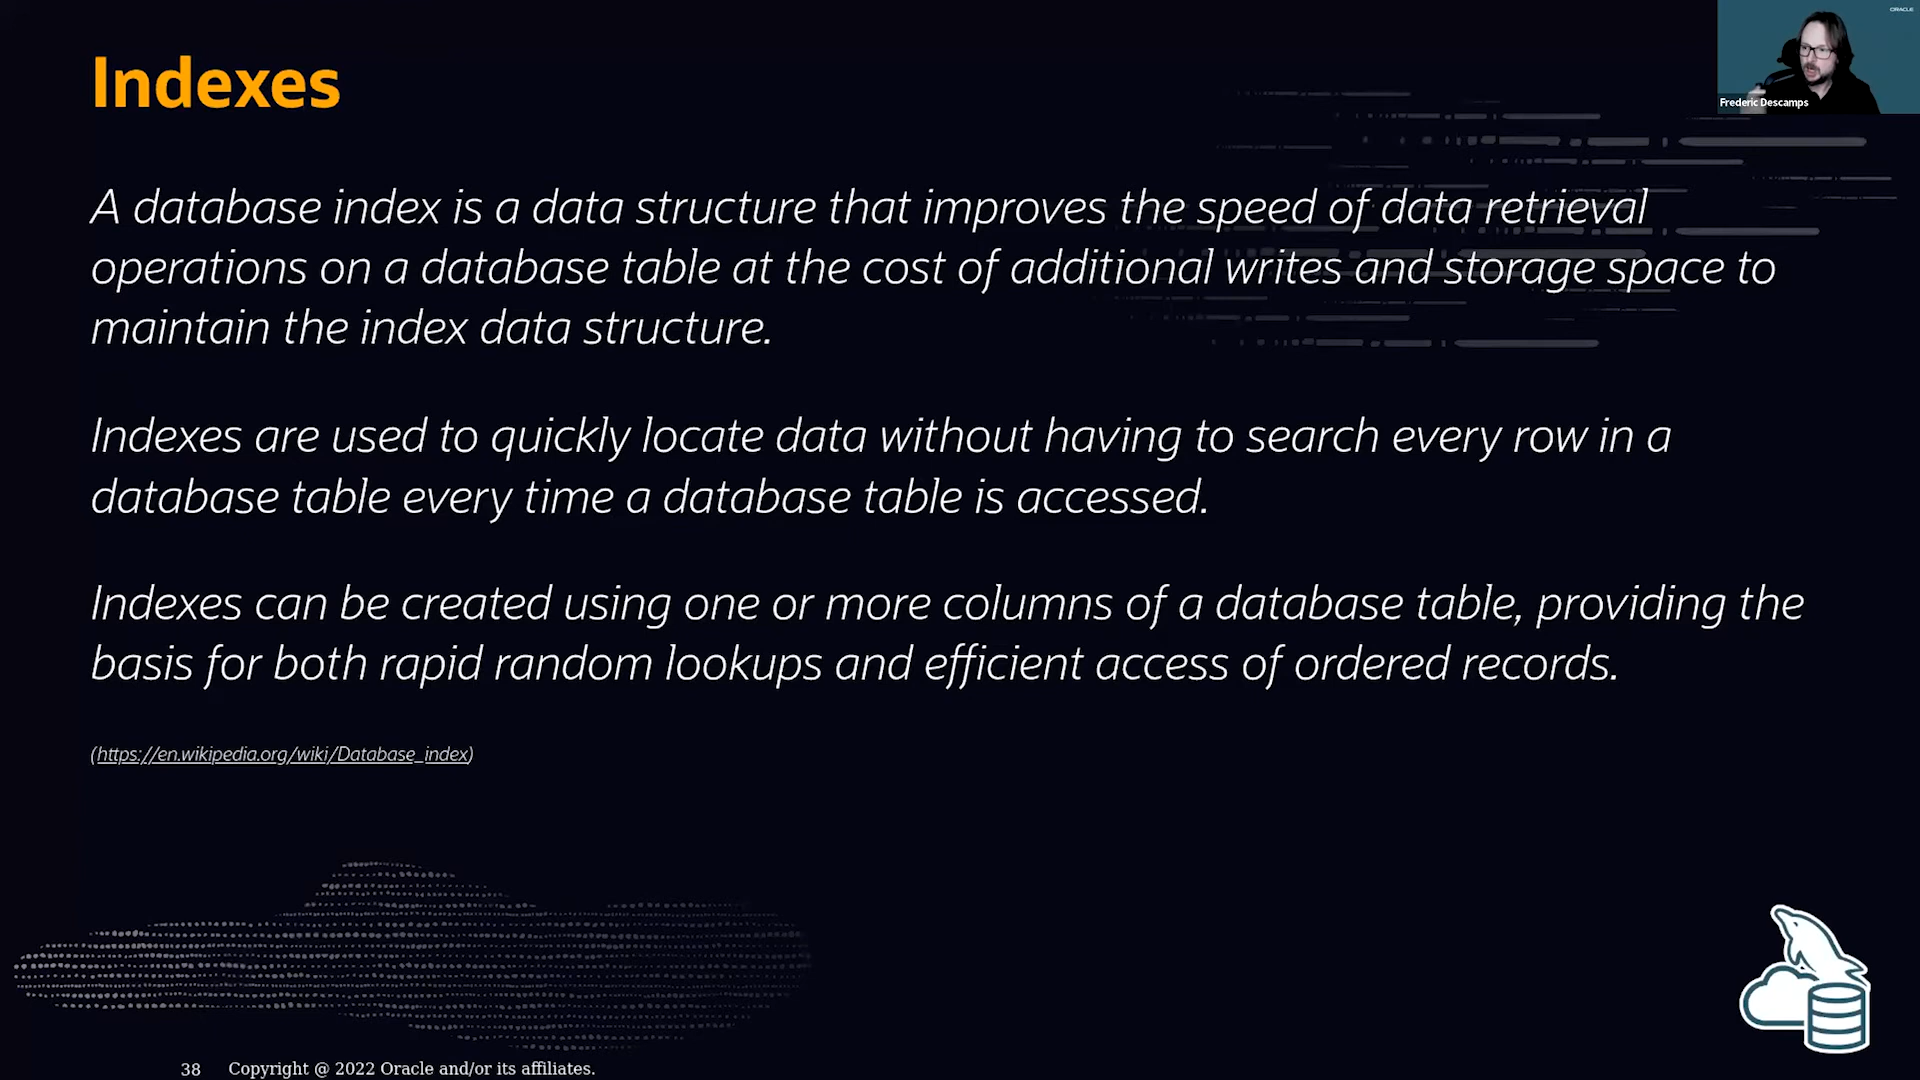 ORACLE
Frederic Descamps
Indexes
A database index is a data structure that improves the speed of data retrieval
operations on a database table at the cost of additional writes and storage space to
maintain the index data structure.
Indexes are used to quickly locate data without having to search every row in a
database table every time a database table is accessed.
Indexes can be created using one or more columns of a database table, providing the
basis for both rapid random lookups and efficient access of ordered records.
(https://en.wikipedia.org/wiki/Database_index)
38 Copyright @ 2022 Oracle and/or its affiliates.